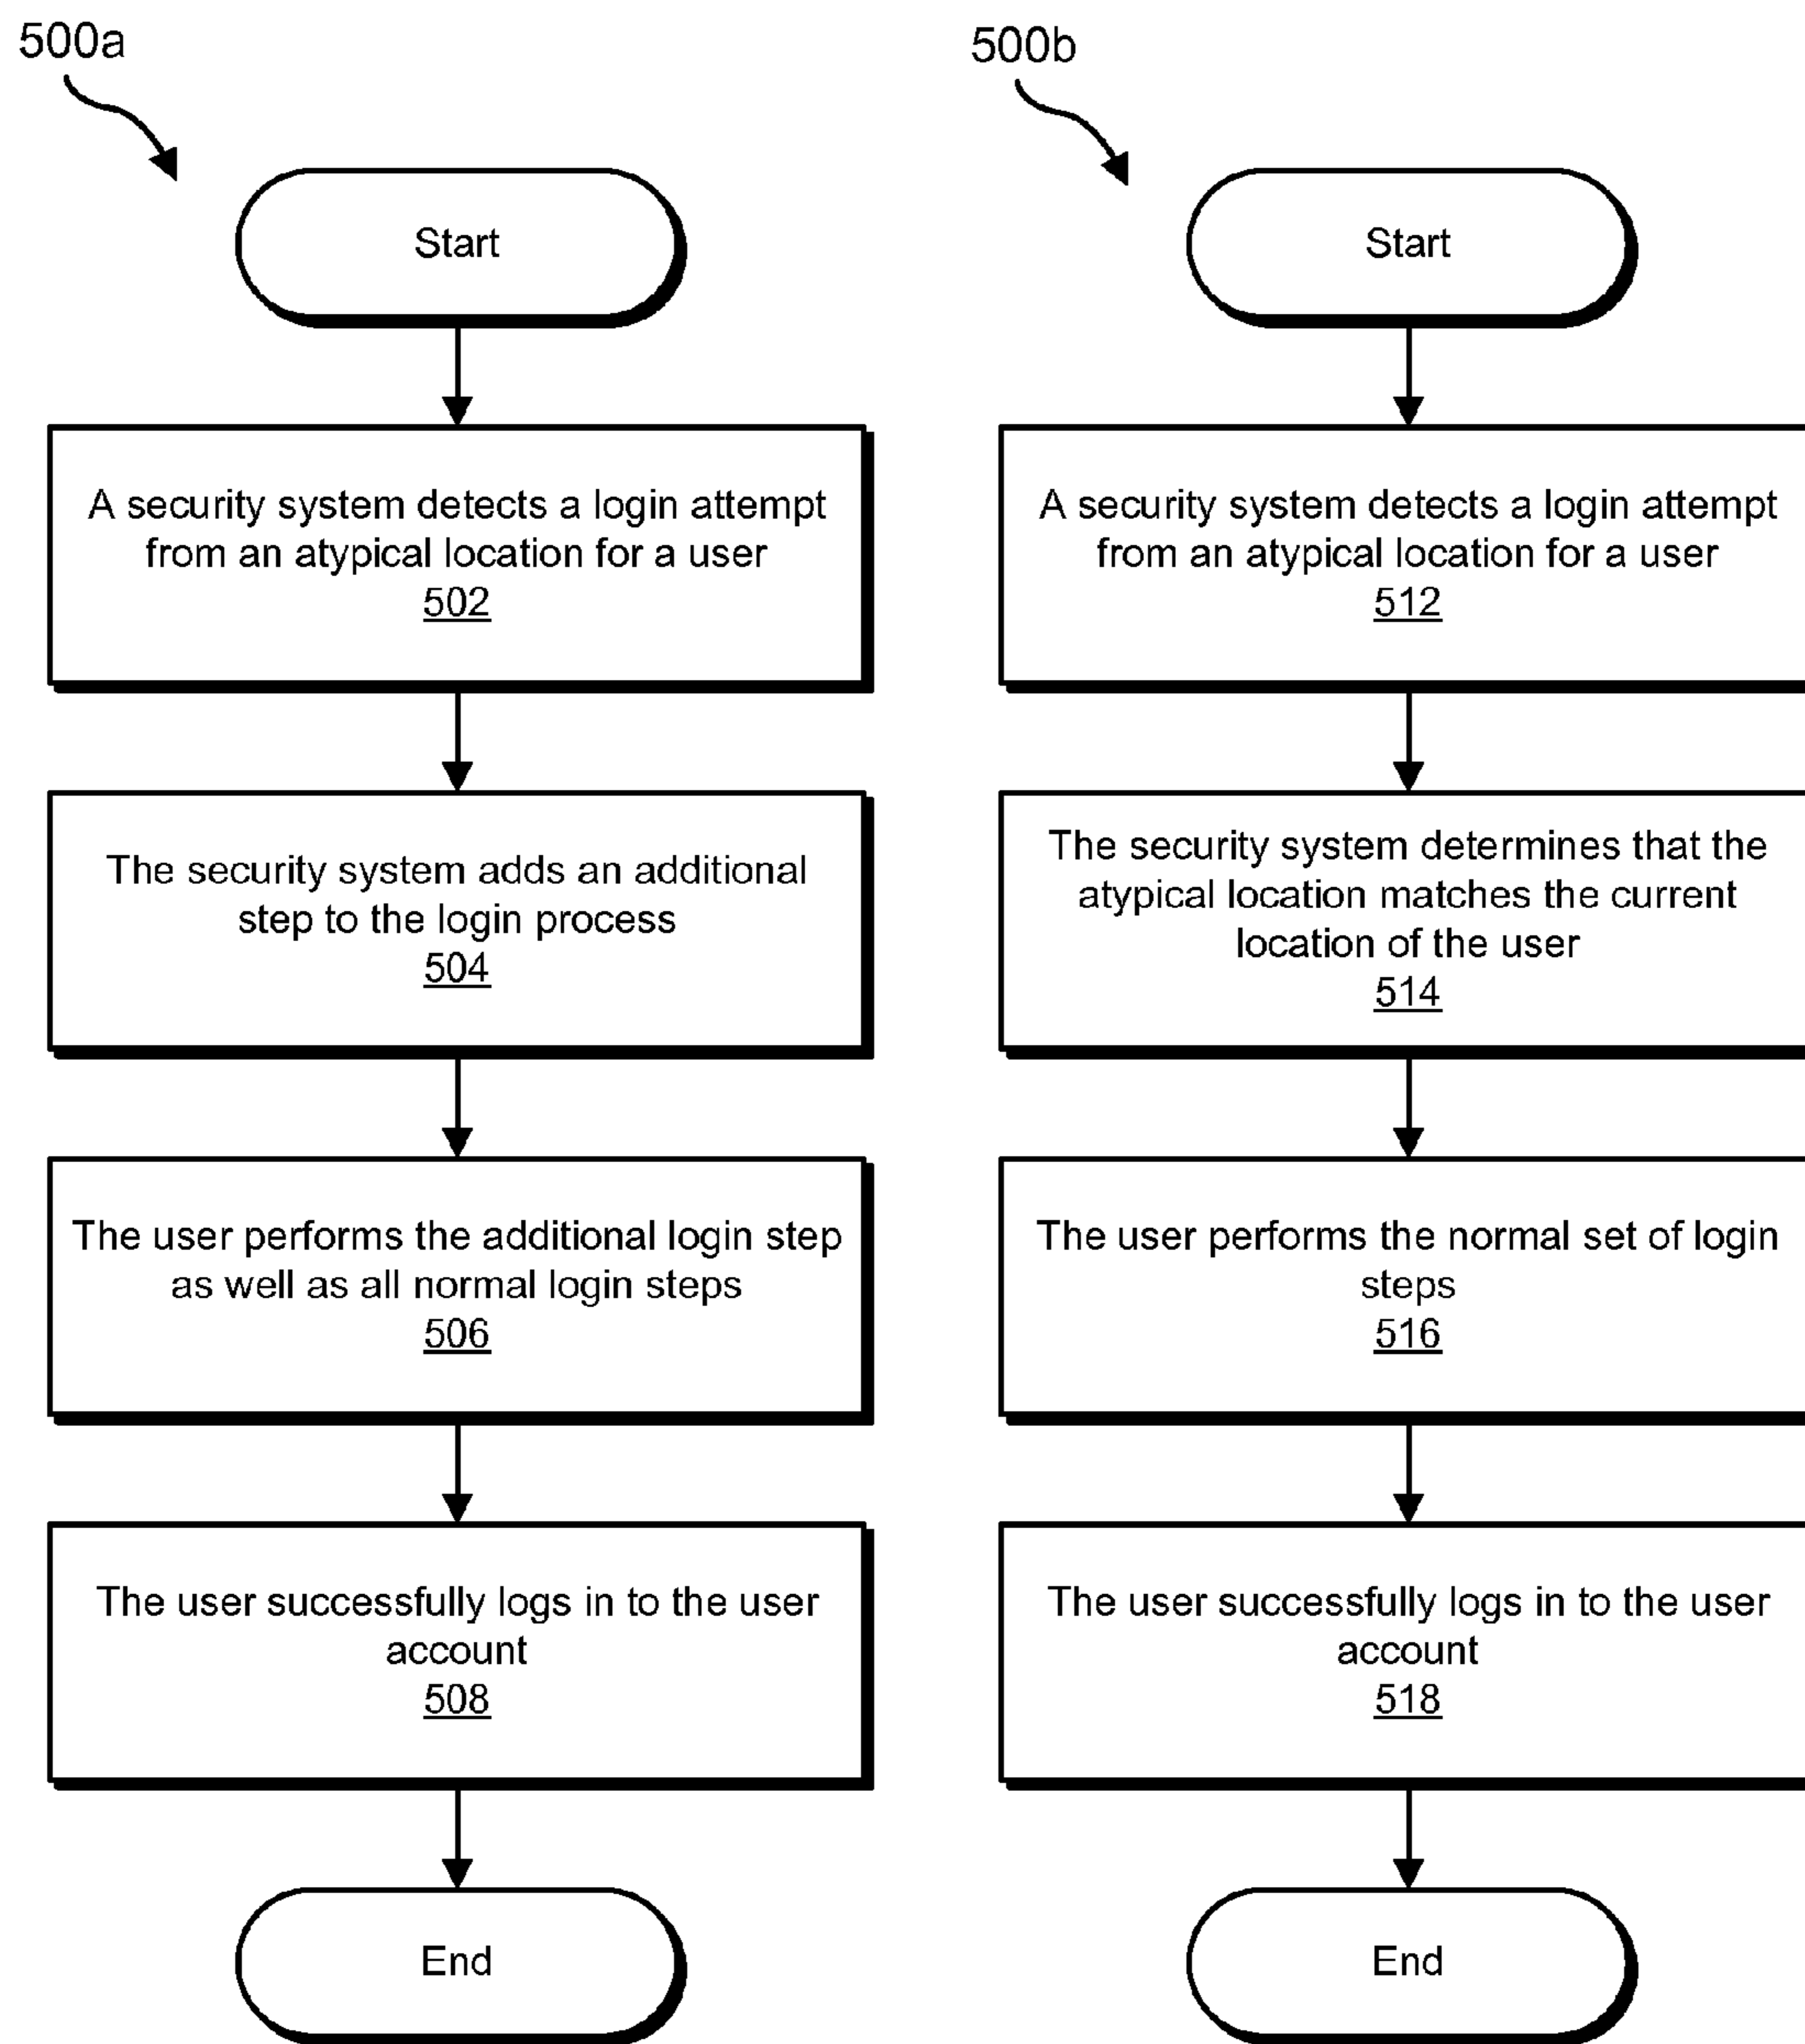 500a
Start
A security system detects a login attempt
from an atypical location for a user
502
The security system adds an additional
step to the login process
504
The user performs the additional login step
as well as all normal login steps
506
The user successfully logs in to the user
account
508
End
500b
Start
A security system detects a login attempt
from an atypical location for a user
512
The security system determines that the
atypical location matches the current
location of the user
514
The user performs the normal set of login
steps
516
The user successfully logs in to the user
account
518
End